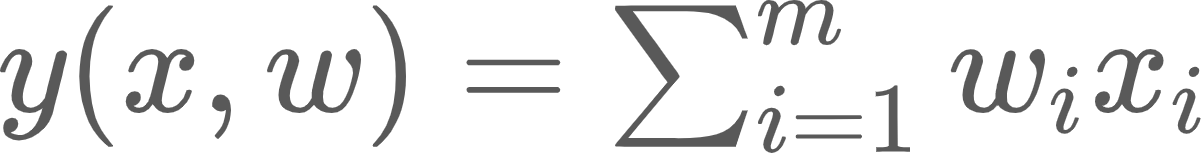 y(x, w) = ∑_{i=1}^{m} w_i x_i